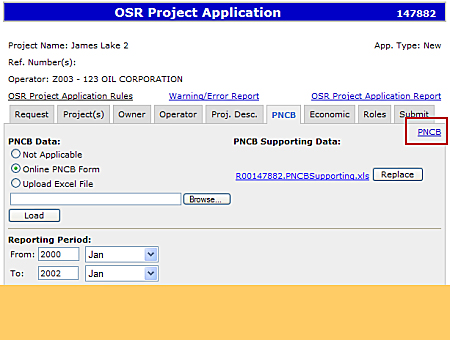 OSR Project Application 147882
Project Name: James Lake 2 App. Type: New
Ref. Number(s):
Operator: Z003 - 123 OIL CORPORATION
OSR Project Application Rules Warning/Error Report OSR Project Application Report
Request Project(s) Owner Operator Proj. Desc. PNCB Economic Roles Submit
PNCB
PNCB Data: PNCB Supporting Data:
Not Applicable
Online PNCB Form
R00147882.PNCBSupporting.xls Replace
Upload Excel File
Browse...
Load
Reporting Period:
From: 2000 Jan
To: 2002 Jan